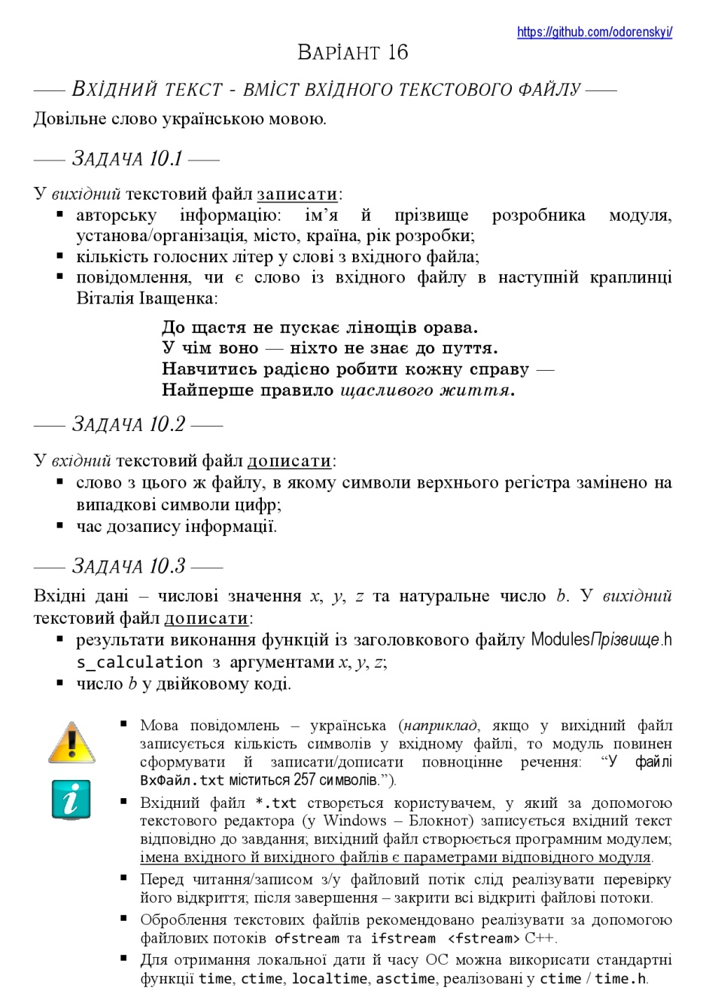 https://github.com/odorenskyi/
Варіант 16
—— Вхідний текст - вміст вхідного текстового файлу ——
Довільне слово українською мовою.
—— Задача 10.1 ——
У вихідний текстовий файл записати:
▪ авторську інформацію: ім’я й прізвище розробника модуля,
установа/організація, місто, країна, рік розробки;
▪ кількість голосних літер у слові з вхідного файла;
▪ повідомлення, чи є слово із вхідного файлу в наступній краплинці
Віталія Іващенка:
До щастя не пускає лінощів орава.
У чім воно — ніхто не знає до пуття.
Навчитись радісно робити кожну справу —
Найперше правило щасливого життя.
—— Задача 10.2 ——
У вхідний текстовий файл дописати:
▪ слово з цього ж файлу, в якому символи верхнього регістра замінено на
випадкові символи цифр;
▪ час дозапису інформації.
—— Задача 10.3 ——
Вхідні дані – числові значення x, y, z та натуральне число b. У вихідний
текстовий файл дописати:
▪ результати виконання функцій із заголовкового файлу ModulesПрізвище.h
s_calculation з аргументами x, y, z;
▪ число b у двійковому коді.
▪ Мова повідомлень – українська (наприклад, якщо у вихідний файл
записується кількість символів у вхідному файлі, то модуль повинен
сформувати й записати/дописати повноцінне речення: “У файлі
ВхФайл.txt міститься 257 символів.”).
▪ Вхідний файл *.txt створється користувачем, у який за допомогою
текстового редактора (у Windows – Блокнот) записується вхідний текст
відповідно до завдання; вихідний файл створюється програмним модулем;
імена вхідного й вихідного файлів є параметрами відповідного модуля.
▪ Перед читання/записом з/у файловий потік слід реалізувати перевірку
його відкриття; після завершення – закрити всі відкриті файлові потоки.
▪ Оброблення текстових файлів рекомендовано реалізувати за допомогою
файлових потоків ofstream та ifstream <fstream> С++.
▪ Для отримання локальної дати й часу ОС можна викорисати стандартні
функції time, ctime, localtime, asctime, реалізовані у ctime / time.h.